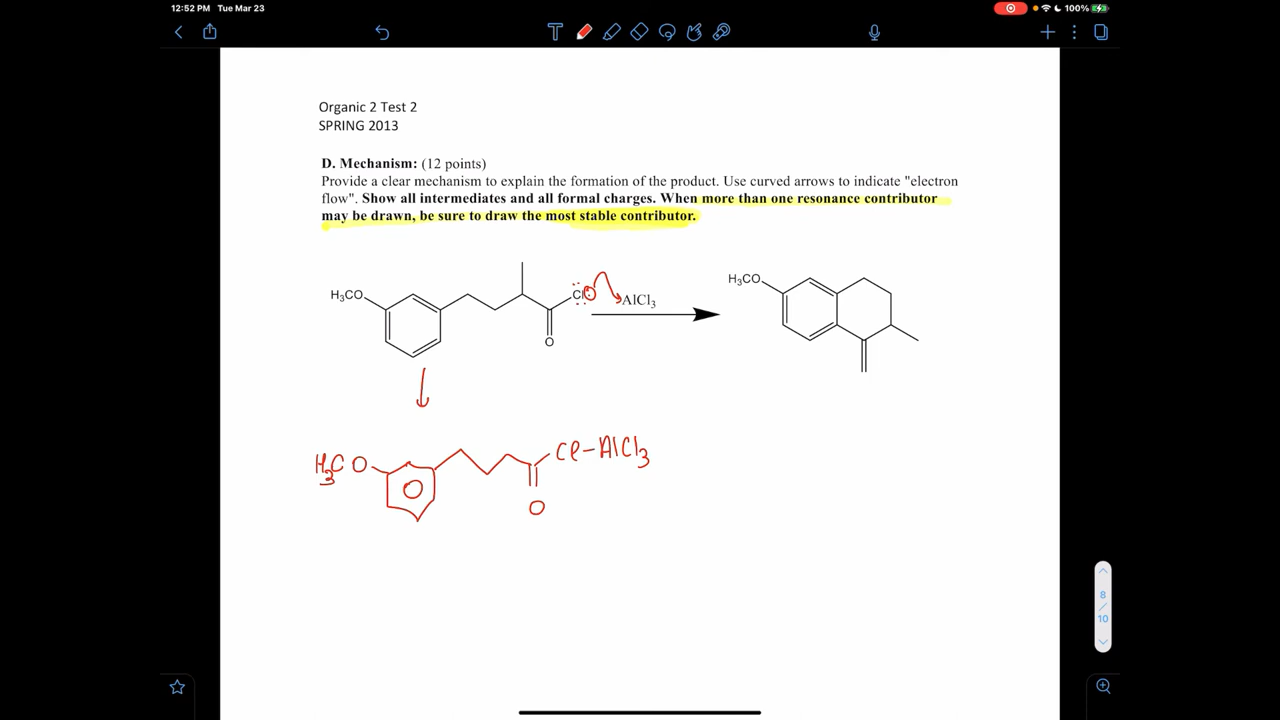 12:52 PM Tue Mar 23
100%
Organic 2 Test 2
SPRING 2013
D. Mechanism: (12 points)
Provide a clear mechanism to explain the formation of the product. Use curved arrows to indicate "electron
flow". Show all intermediates and all formal charges. When more than one resonance contributor
may be drawn, be sure to draw the most stable contributor.
H₃CO
Cl
AlCl₃
O
H₃CO
H₃CO
Cl-AlCl₃
O
8
/
10